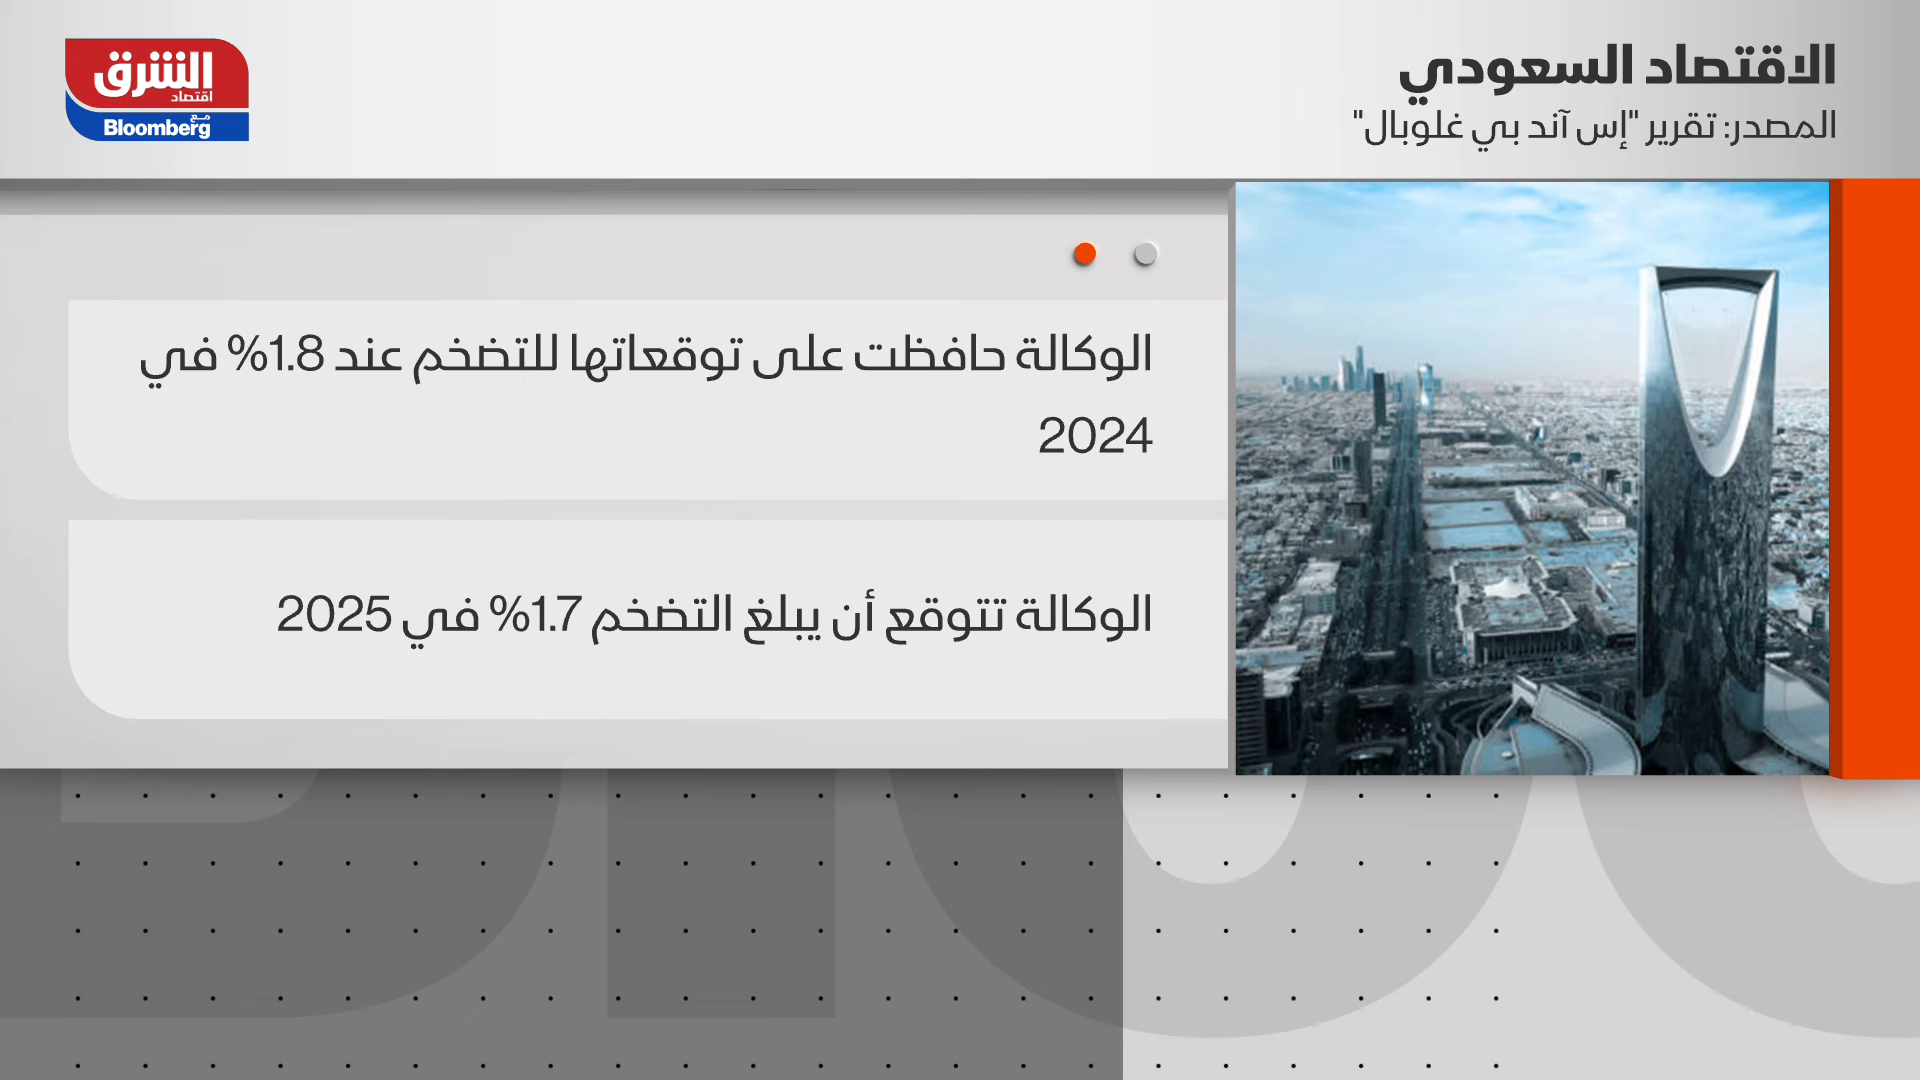 الاقتصاد السعودي
المصدر: تقرير "إس آند بي غلوبال"
الشرق
اقتصاد
مع
Bloomberg
الوكالة حافظت على توقعاتها للتضخم عند 1.8% في
2024
الوكالة تتوقع أن يبلغ التضخم 1.7% في 2025